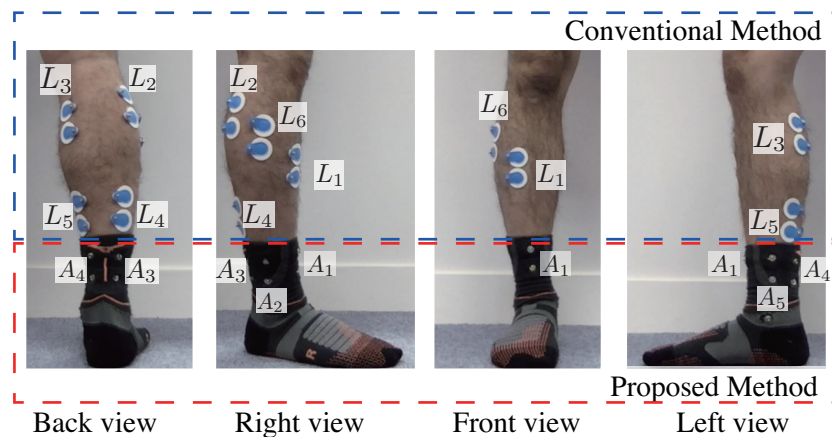 Conventional Method
L3 L2 L2 L6 L6 L3
L1 L1
L5 L4 L4 L5
A4 A3 A3 A1 A1 A1 A4
A2 A5
R
Proposed Method
Back view Right view Front view Left view